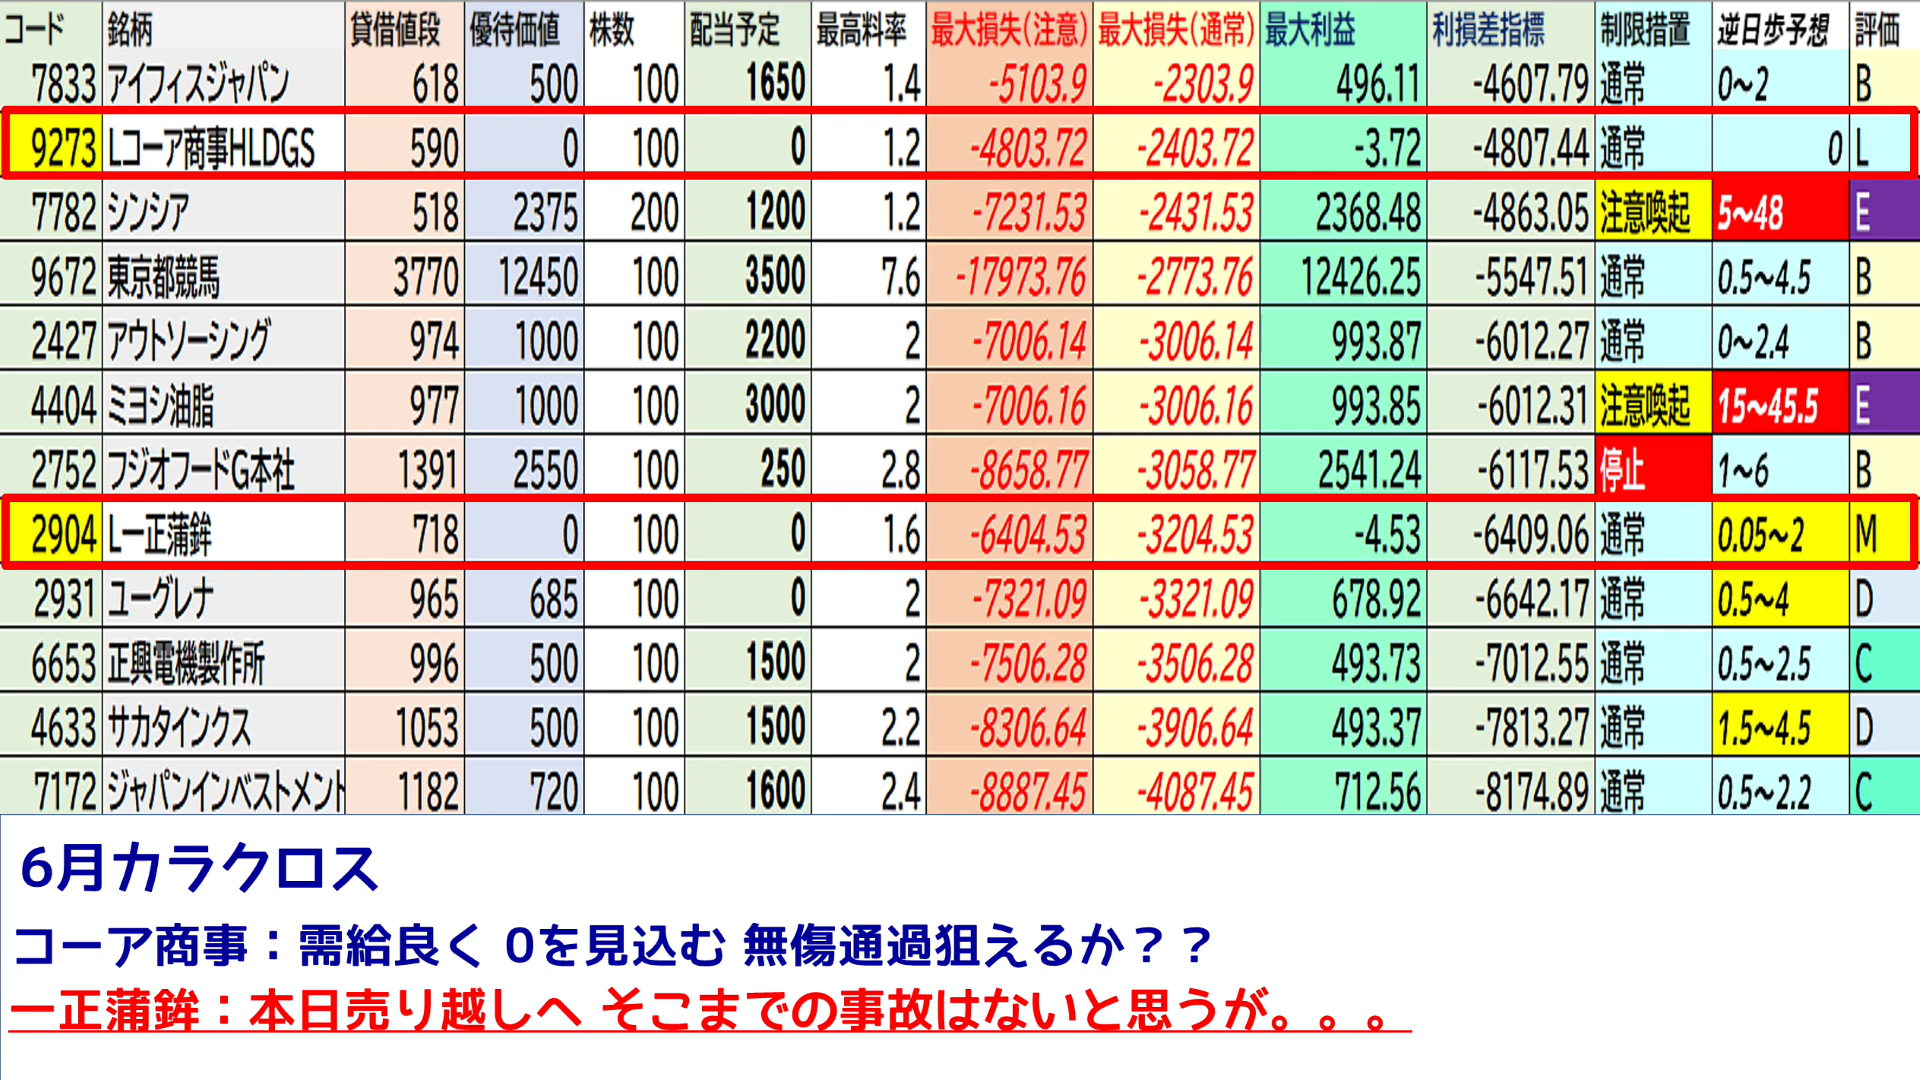 コード 銘柄 貸借値段 優待価値 株数 配当予定 最高料率 最大損失(注意) 最大損失(通常) 最大利益 利損差指標 制限措置 逆日歩予想 評価
7833 アイフィスジャパン 618 500 100 1650 1.4 -5103.9 -2303.9 496.11 -4607.79 通常 0～2 B
9273 Lコーア商事HLDGS 590 0 100 0 1.2 -4803.72 -2403.72 -3.72 -4807.44 通常 0 L
7782 シンシア 518 2375 200 1200 1.2 -7231.53 -2431.53 2368.48 -4863.05 注意喚起 5～48 E
9672 東京都競馬 3770 12450 100 3500 7.6 -17973.76 -2773.76 12426.25 -5547.51 通常 0.5～4.5 B
2427 アウトソーシング 974 1000 100 2200 2 -7006.14 -3006.14 993.87 -6012.27 通常 0～2.4 B
4404 ミヨシ油脂 977 1000 100 3000 2 -7006.16 -3006.16 993.85 -6012.31 注意喚起 15～45.5 E
2752 フジオフードG本社 1391 2550 100 250 2.8 -8658.77 -3058.77 2541.24 -6117.53 停止 1～6 B
2904 L一正蒲鉾 718 0 100 0 1.6 -6404.53 -3204.53 -4.53 -6409.06 通常 0.05～2 M
2931 ユーグレナ 965 685 100 0 2 -7321.09 -3321.09 678.92 -6642.17 通常 0.5～4 D
6653 正興電機製作所 996 500 100 1500 2 -7506.28 -3506.28 493.73 -7012.55 通常 0.5～2.5 C
4633 サカタインクス 1053 500 100 1500 2.2 -8306.64 -3906.64 493.37 -7813.27 通常 1.5～4.5 D
7172 ジャパンインベストメント 1182 720 100 1600 2.4 -8887.45 -4087.45 712.56 -8174.89 通常 0.5～2.2 C
6月カラクロス
コーア商事：需給良く 0を見込む 無傷通過狙えるか？？
一正蒲鉾：本日売り越しへ そこまでの事故はないと思うが。。。